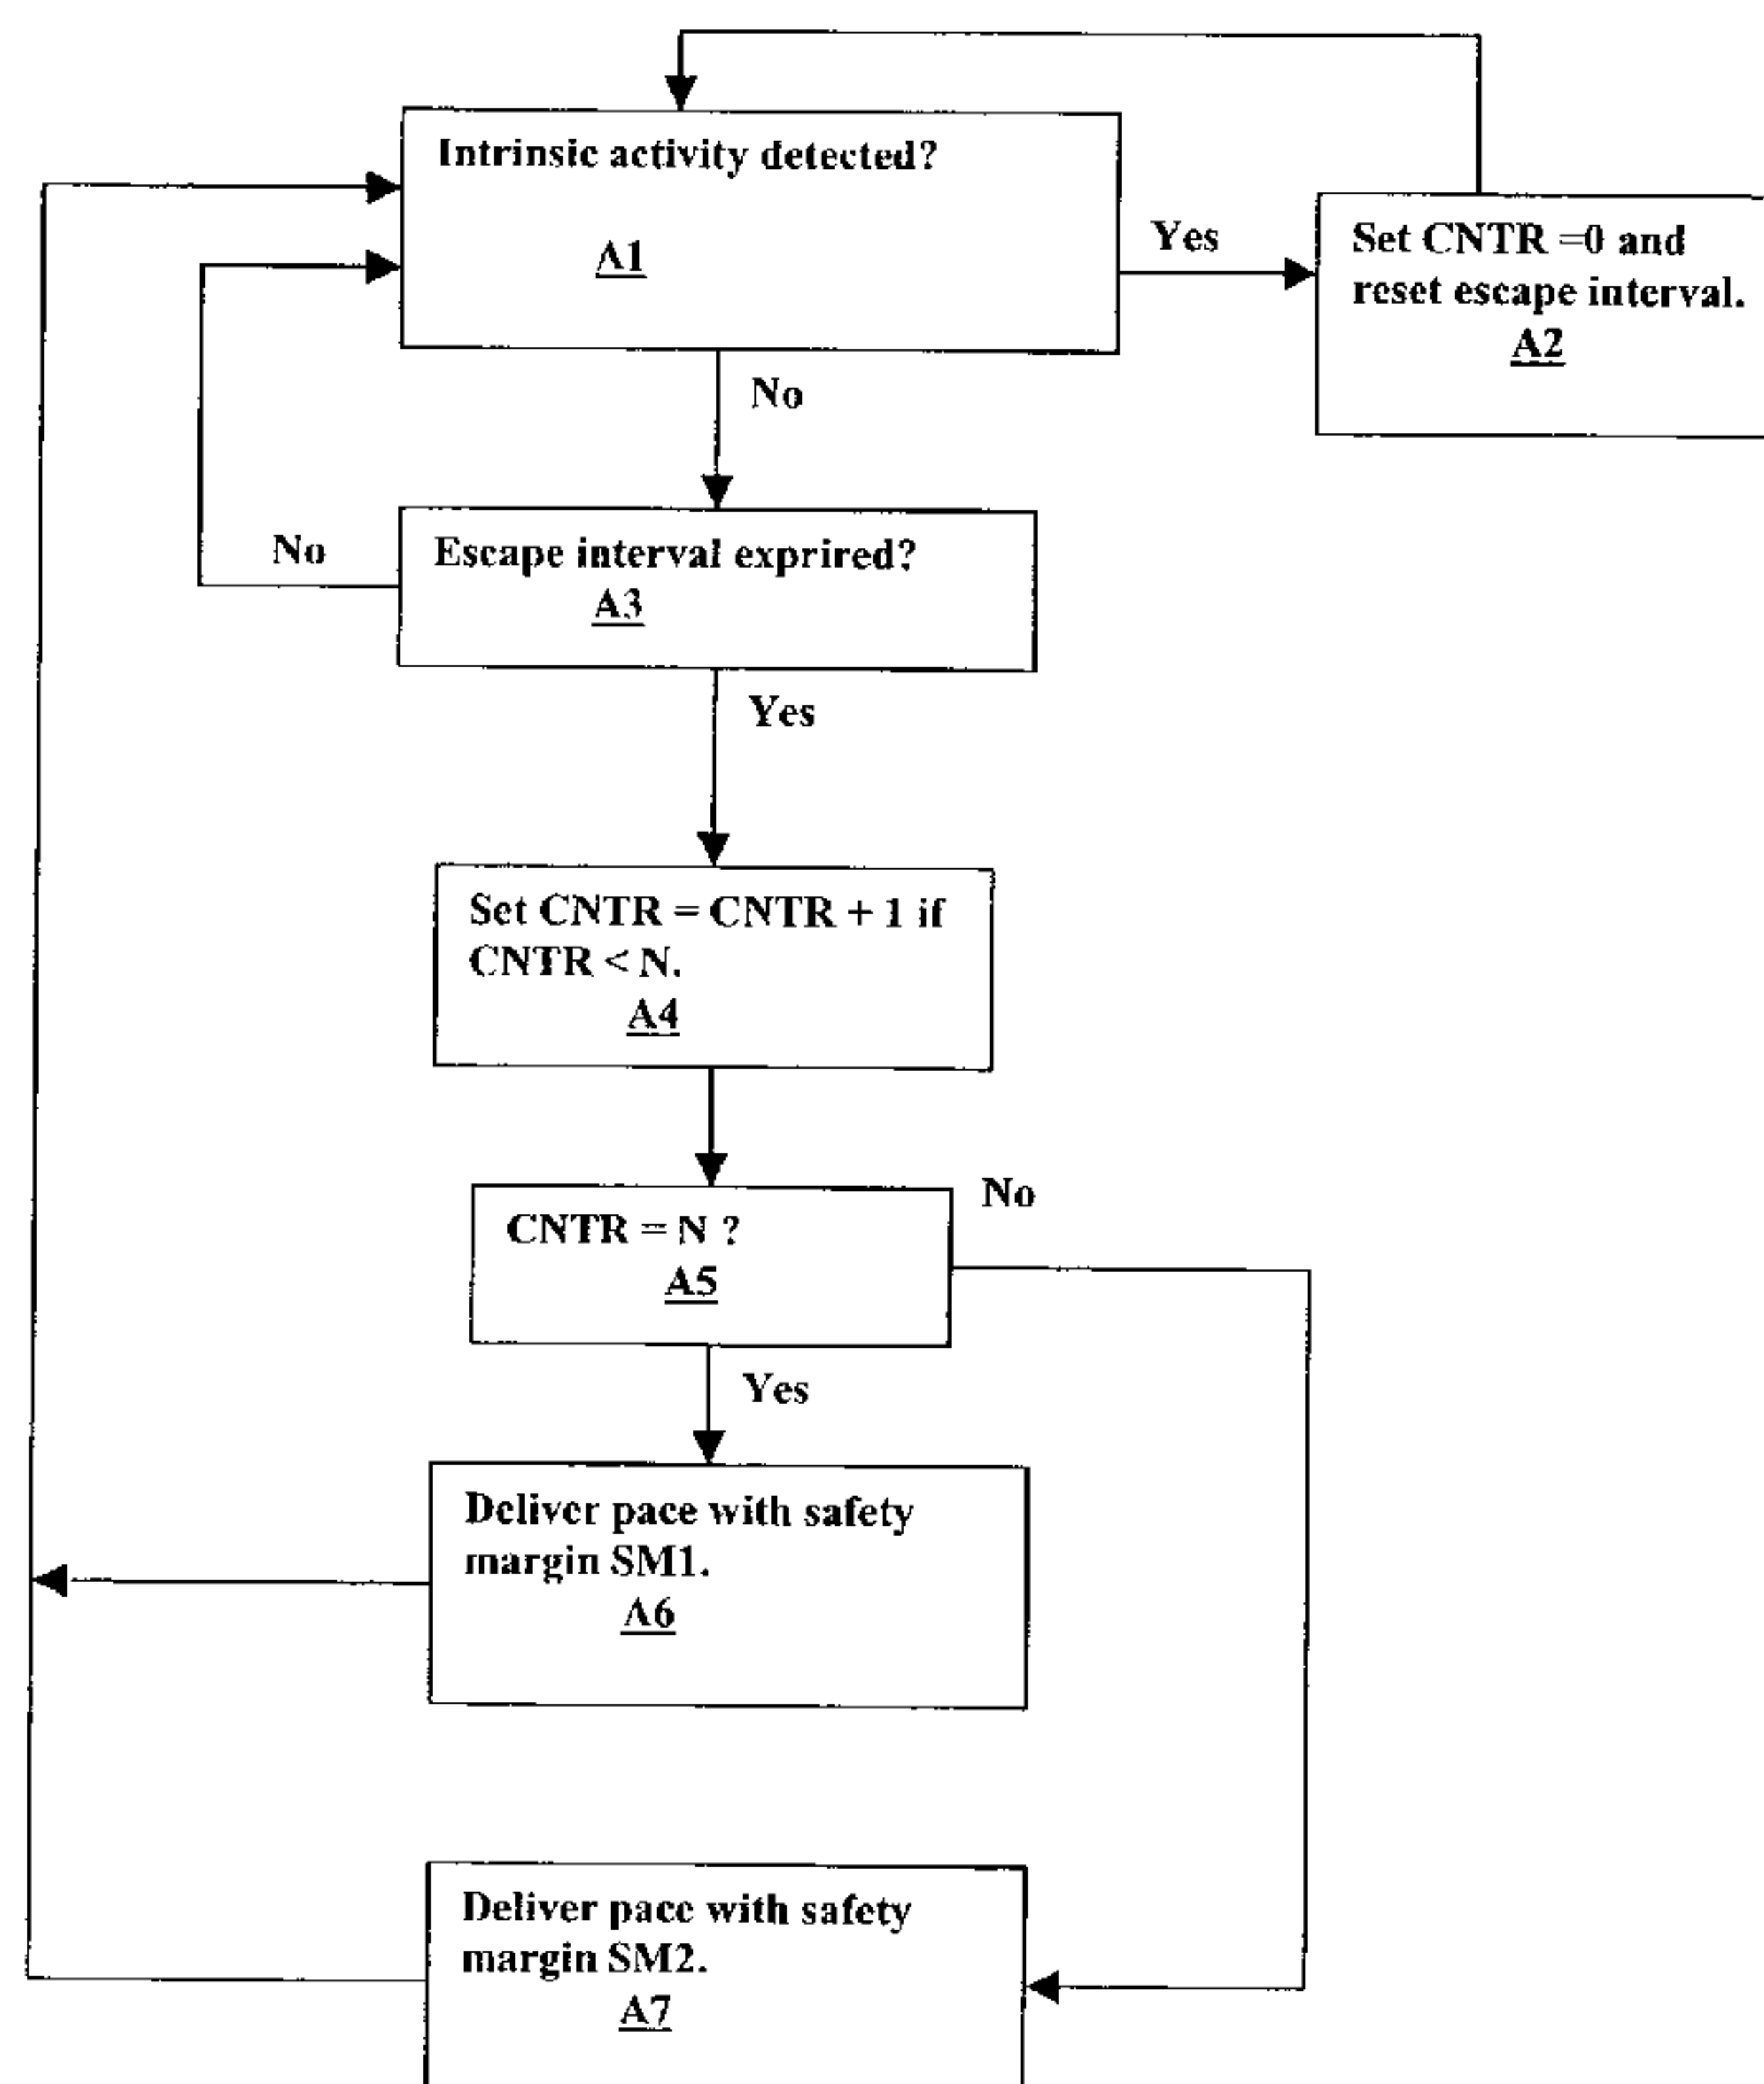 Intrinsic activity detected?
A1
Yes
Set CNTR =0 and
reset escape interval.
A2
No
No
Escape interval exprired?
A3
Yes
Set CNTR = CNTR + 1 if
CNTR < N.
A4
No
CNTR = N ?
A5
Yes
Deliver pace with safety
margin SM1.
A6
Deliver pace with safety
margin SM2.
A7